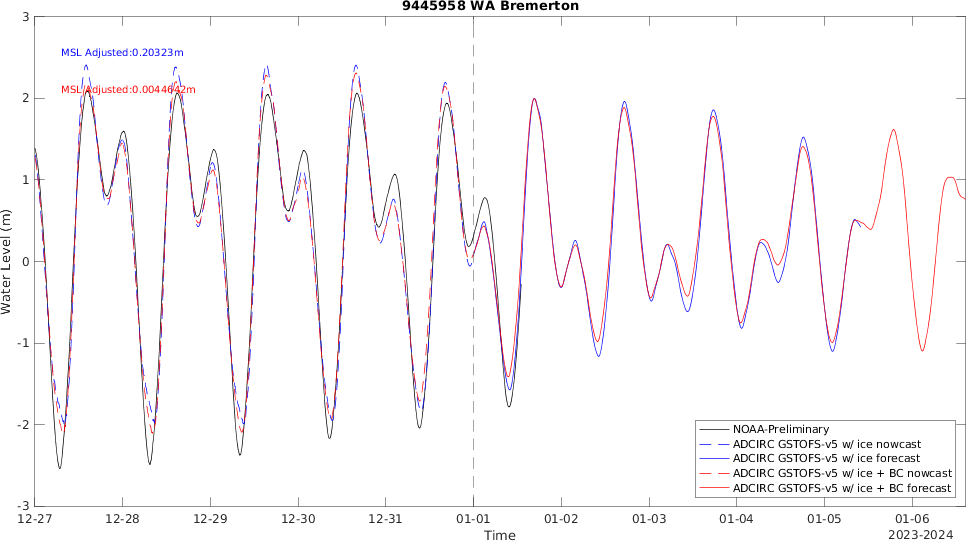 9445958 WA Bremerton
3
MSL Adjusted:0.20323m
MSL Adjusted:0.0044642m
2
1
0
-1
-2
-3
Water Level (m)
NOAA-Preliminary
ADCIRC GSTOFS-v5 w/ ice nowcast
ADCIRC GSTOFS-v5 w/ ice forecast
ADCIRC GSTOFS-v5 w/ ice + BC nowcast
ADCIRC GSTOFS-v5 w/ ice + BC forecast
12-27 12-28 12-29 12-30 12-31 01-01 01-02 01-03 01-04 01-05 01-06
Time
2023-2024